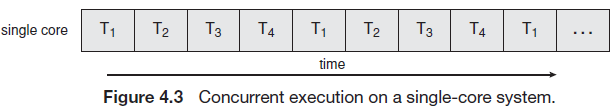 single core T1 T2 T3 T4 T1 T2 T3 T4 T1 ...
time
Figure 4.3 Concurrent execution on a single-core system.